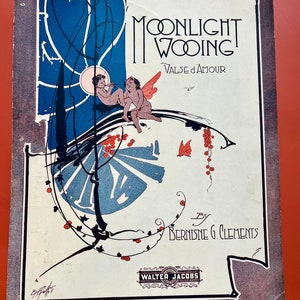 MOONLIGHT
WOOING
VALSE d'AMOUR
BY
BERNISNE G. CLEMENTS
WALTER JACOBS